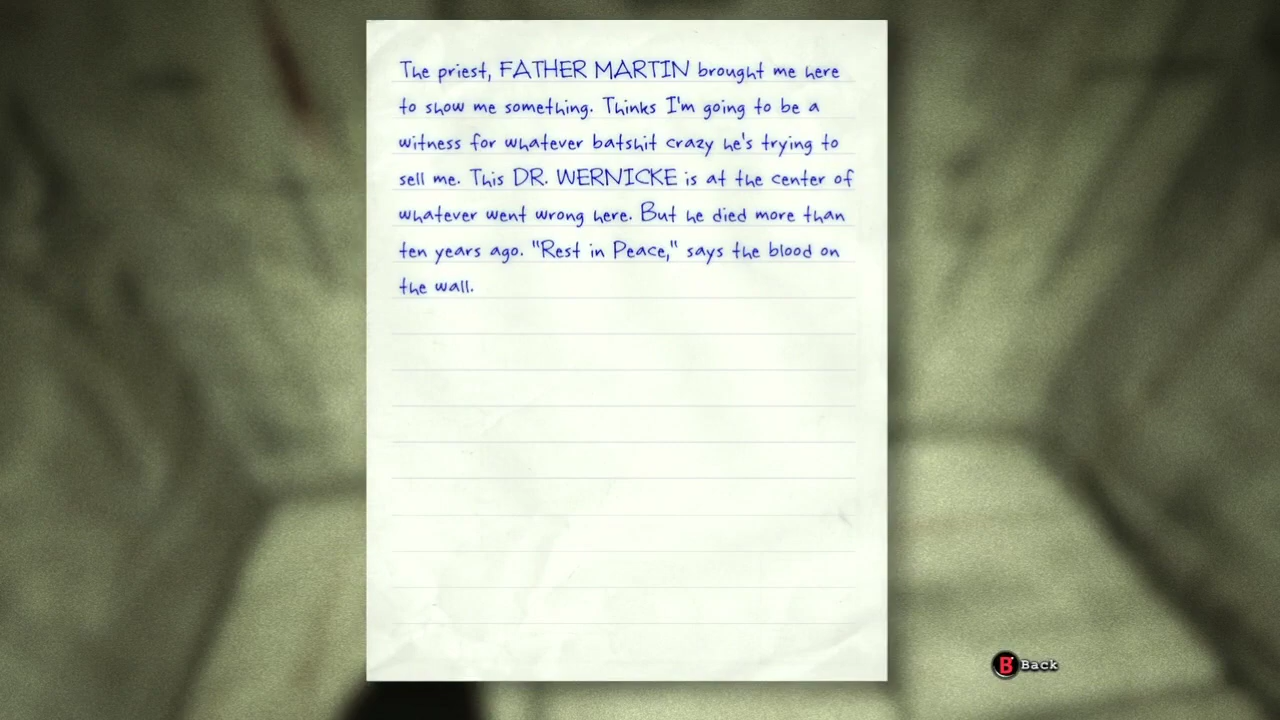 The priest, FATHER MARTIN brought me here
to show me something. Thinks I'm going to be a
witness for whatever batshit crazy he's trying to
sell me. This DR. WERNICKE is at the center of
whatever went wrong here. But he died more than
ten years ago. "Rest in Peace," says the blood on
the wall.
B Back